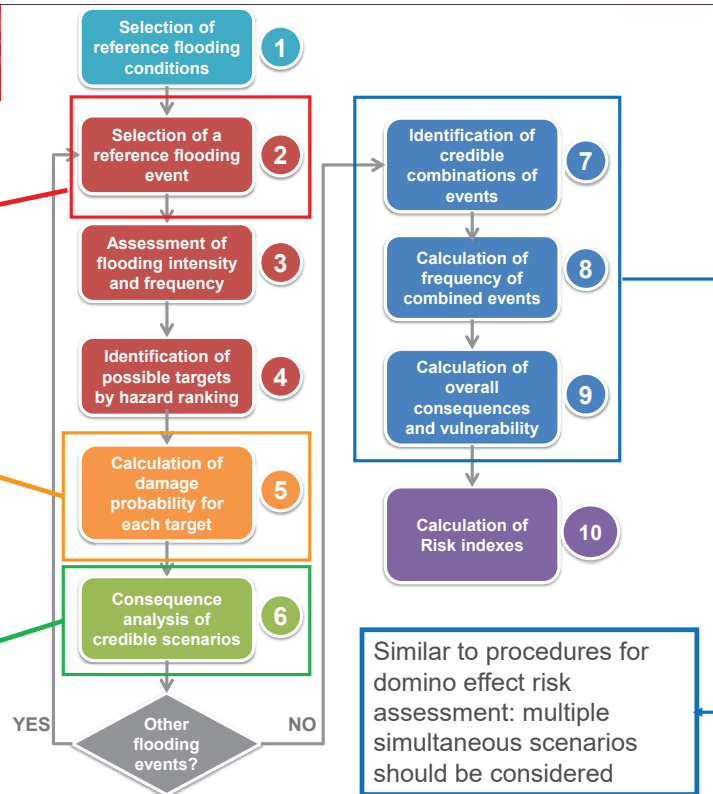 Selection of
reference flooding
conditions
1
Selection of a
reference flooding
event
2
Assessment of
flooding intensity
and frequency
3
Identification of
possible targets
by hazard ranking
4
Calculation of
damage
probability for
each target
5
Consequence
analysis of
credible scenarios
6
YES
Other
flooding
events?
NO
Identification of
credible
combinations of
events
7
Calculation of
frequency of
combined events
8
Calculation of
overall
consequences
and vulnerability
9
Calculation of
Risk indexes
10
Similar to procedures for
domino effect risk
assessment: multiple
simultaneous scenarios
should be considered